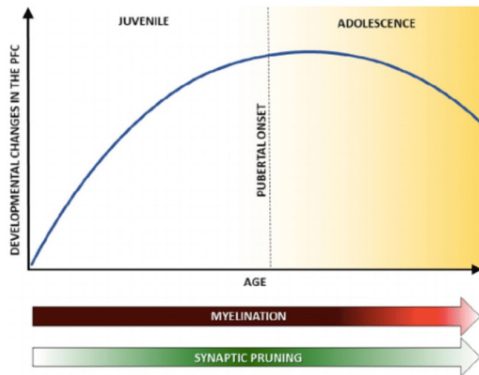 JUVENILE
ADOLESCENCE
DEVELOPMENTAL CHANGES IN THE PFC
PUBERTAL ONSET
AGE
MYELINATION
SYNAPTIC PRUNING